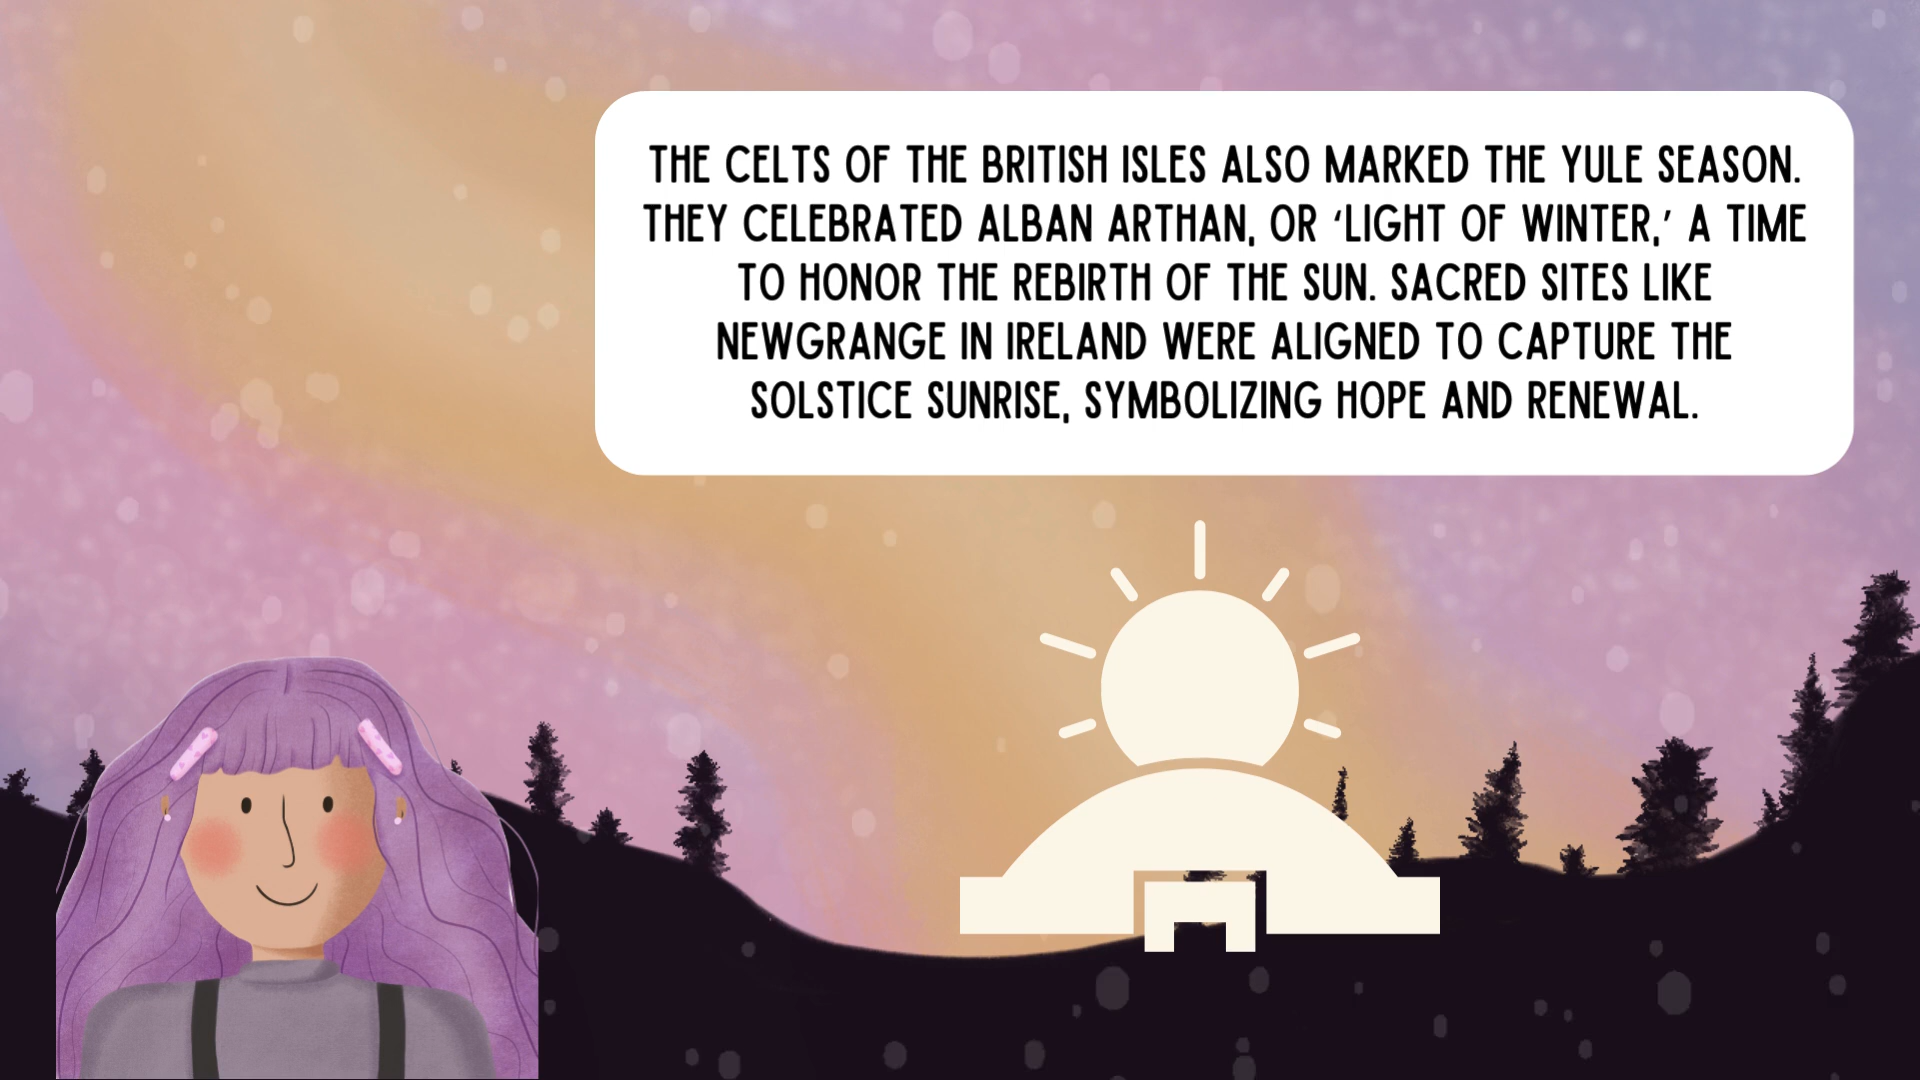 THE CELTS OF THE BRITISH ISLES ALSO MARKED THE YULE SEASON.
THEY CELEBRATED ALBAN ARTHAN, OR ‘LIGHT OF WINTER,’ A TIME
TO HONOR THE REBIRTH OF THE SUN. SACRED SITES LIKE
NEWGRANGE IN IRELAND WERE ALIGNED TO CAPTURE THE
SOLSTICE SUNRISE, SYMBOLIZING HOPE AND RENEWAL.